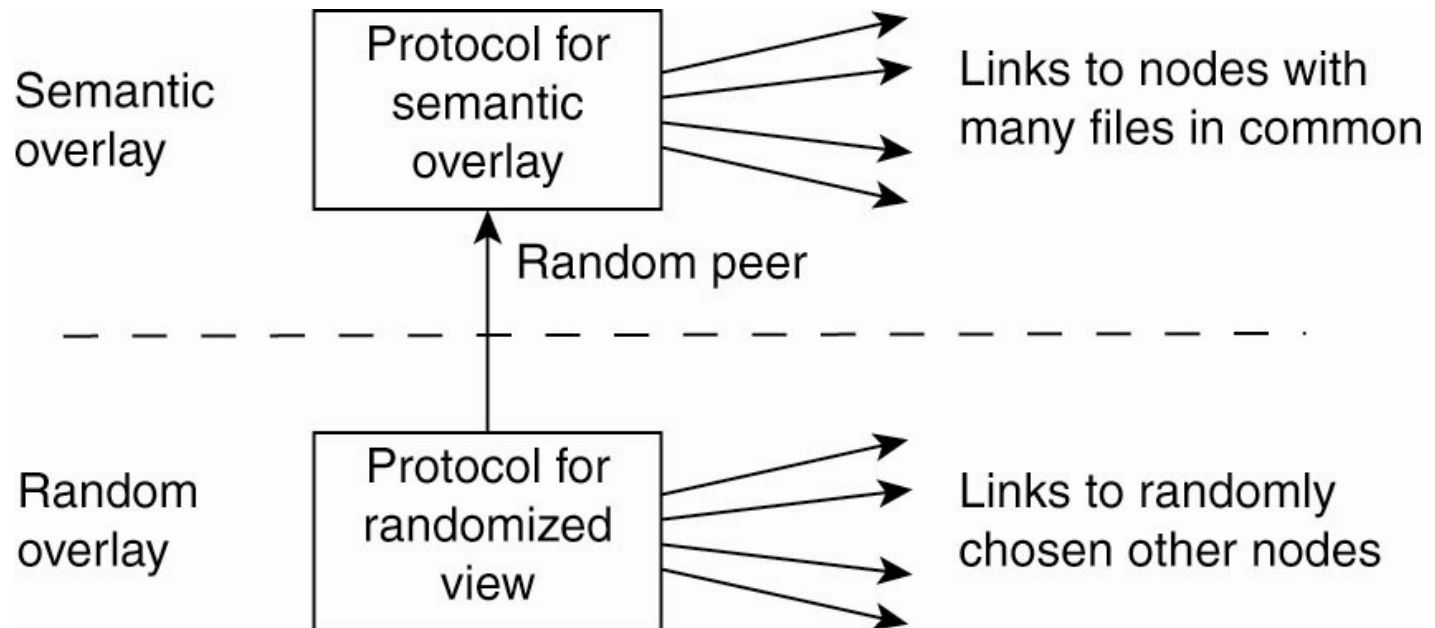 Semantic
overlay
Protocol for
semantic
overlay
Links to nodes with
many files in common
Random peer
Random
overlay
Protocol for
randomized
view
Links to randomly
chosen other nodes